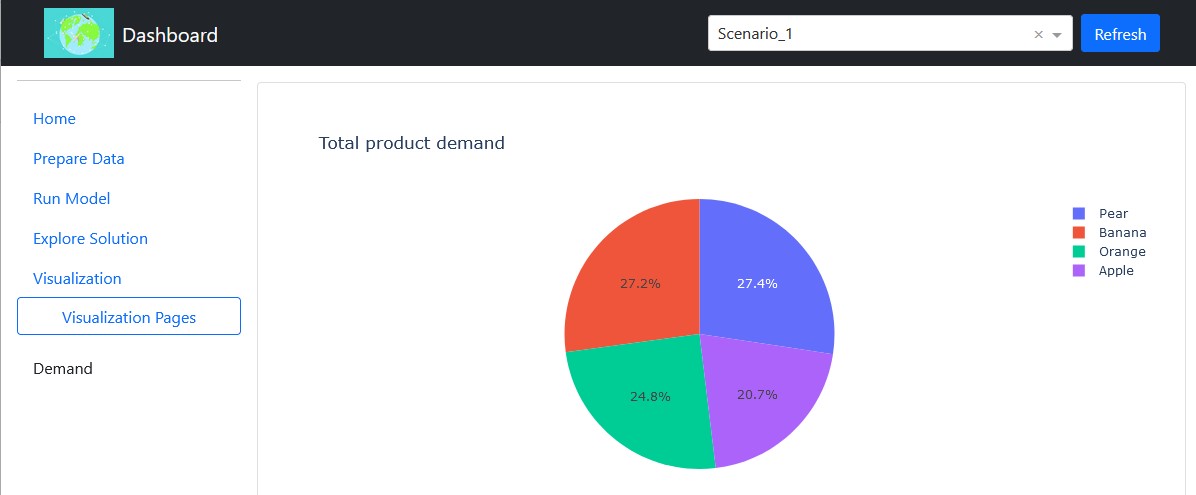 Dashboard
Scenario_1
Refresh
Home
Prepare Data
Run Model
Explore Solution
Visualization
Visualization Pages
Demand
Total product demand
27.2%
27.4%
24.8%
20.7%
Pear
Banana
Orange
Apple